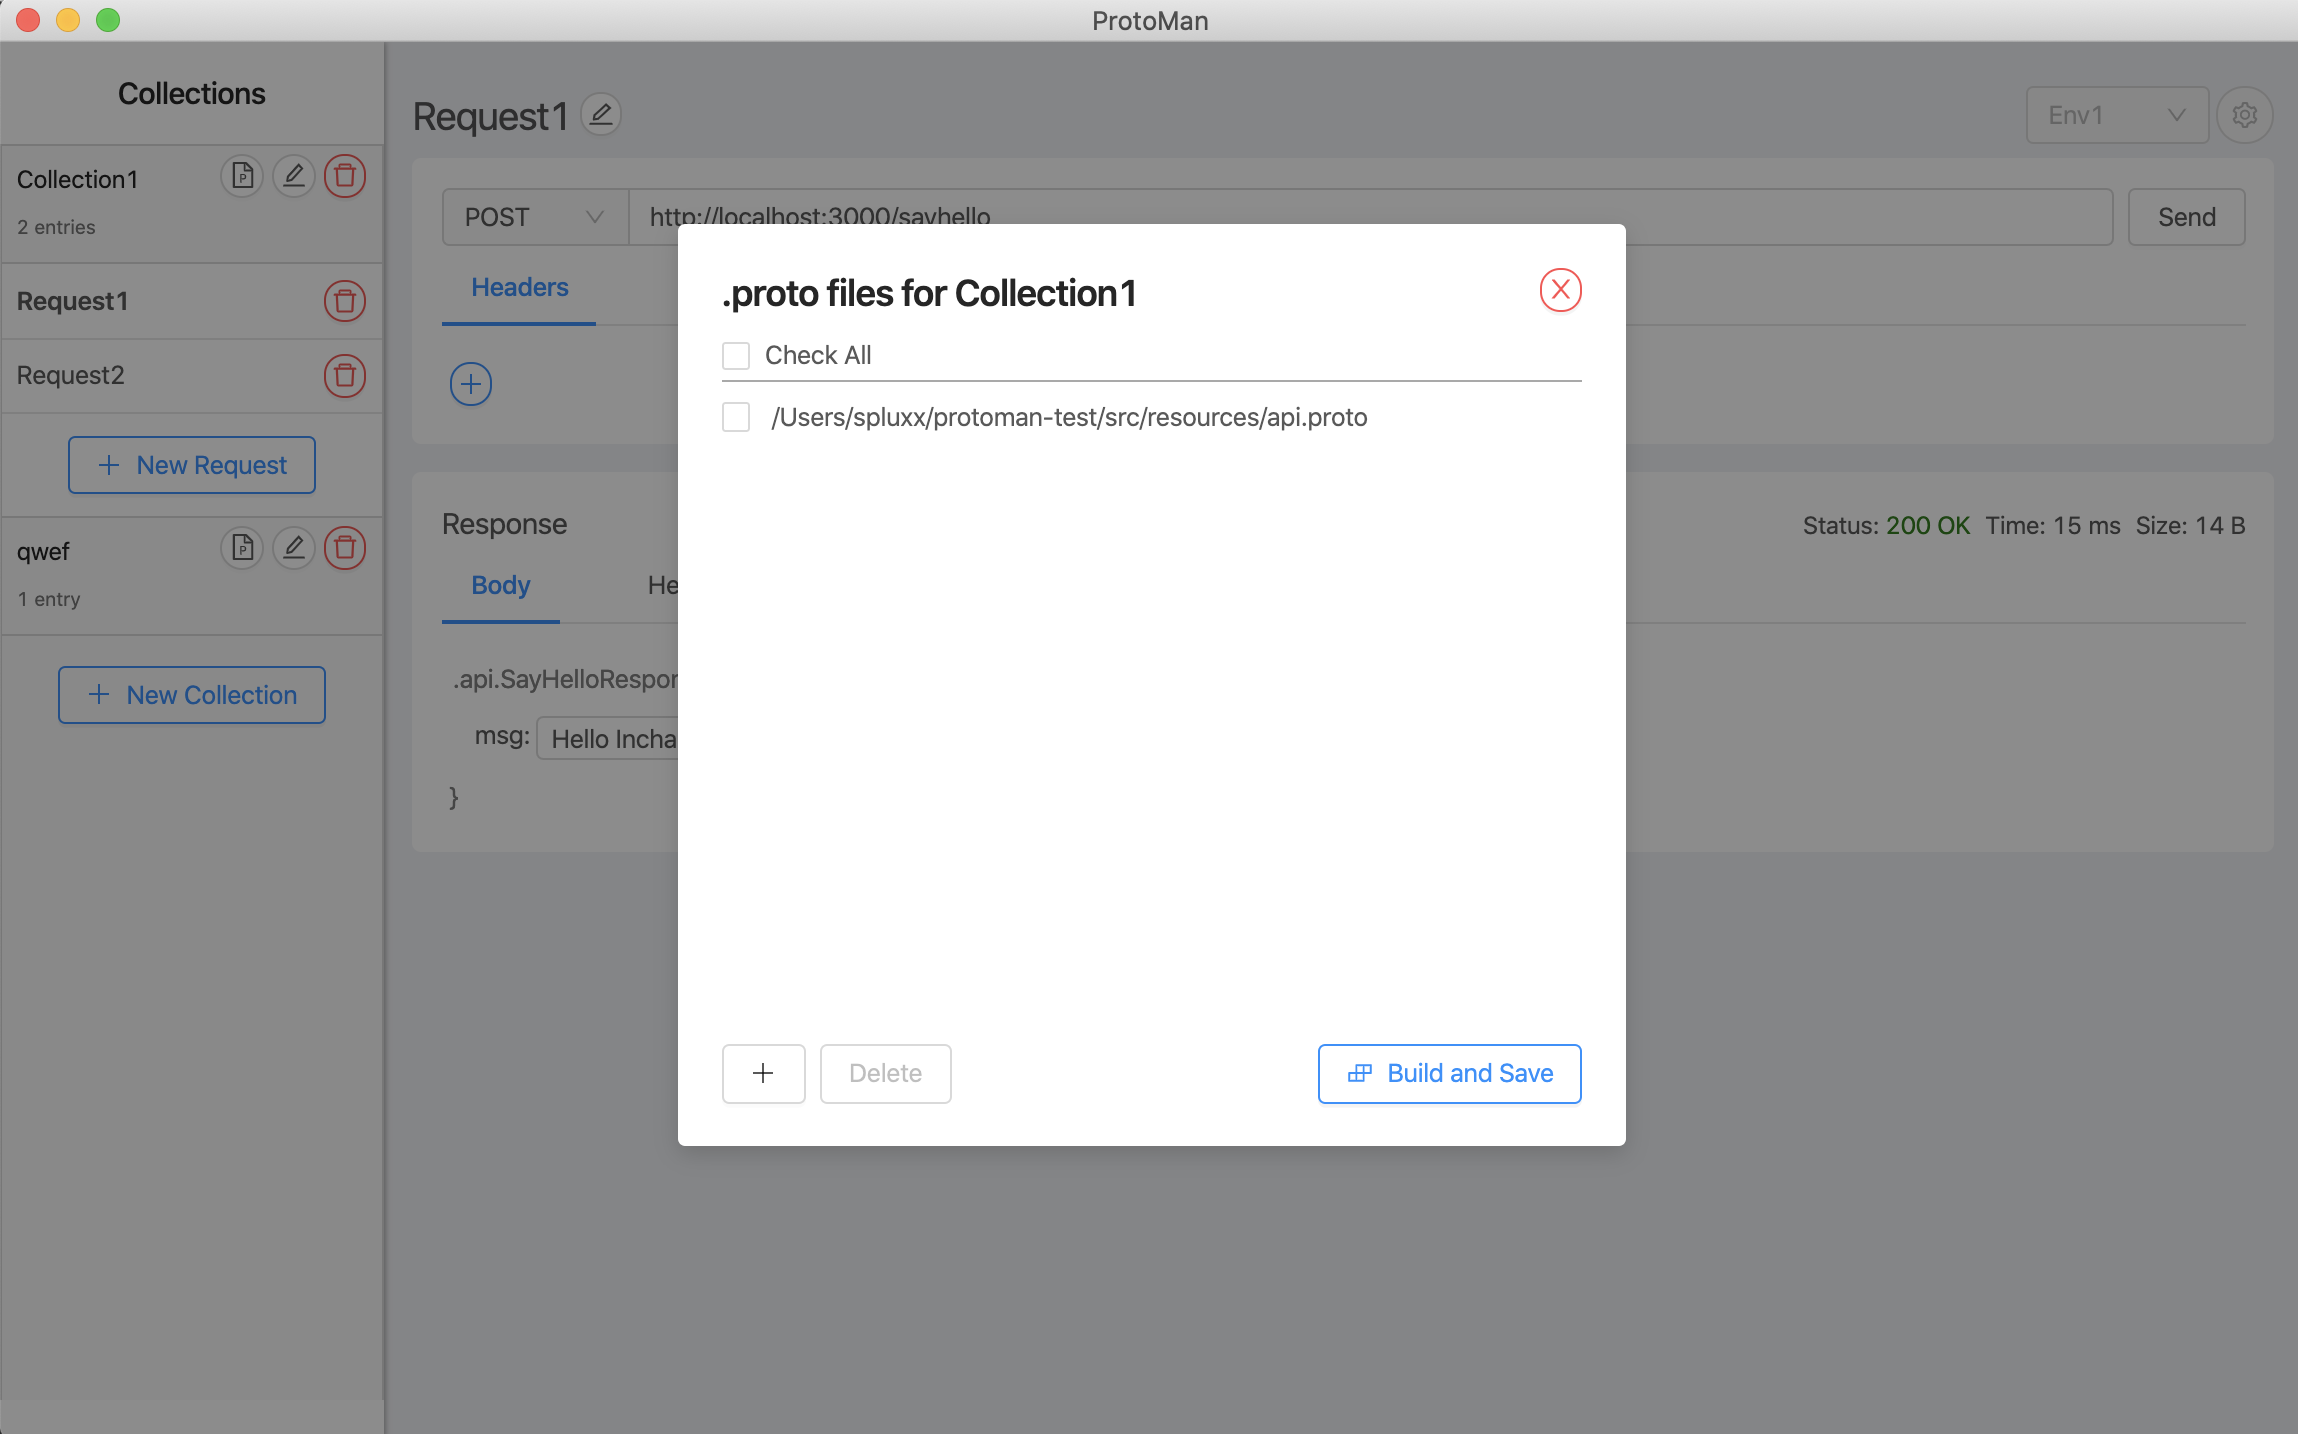 ProtoMan
Collections
Collection1
2 entries
Request1
Request2
New Request
qwef
1 entry
New Collection
Request1
Env1
POST
http://localhost:3000/sayhello
Send
Headers
Response
Status: 200 OK Time: 15 ms Size: 14 B
Body
He
.api.SayHelloRespon
msg: Hello Incha
}
.proto files for Collection1
Check All
/Users/spluxx/protoman-test/src/resources/api.proto
Delete
Build and Save